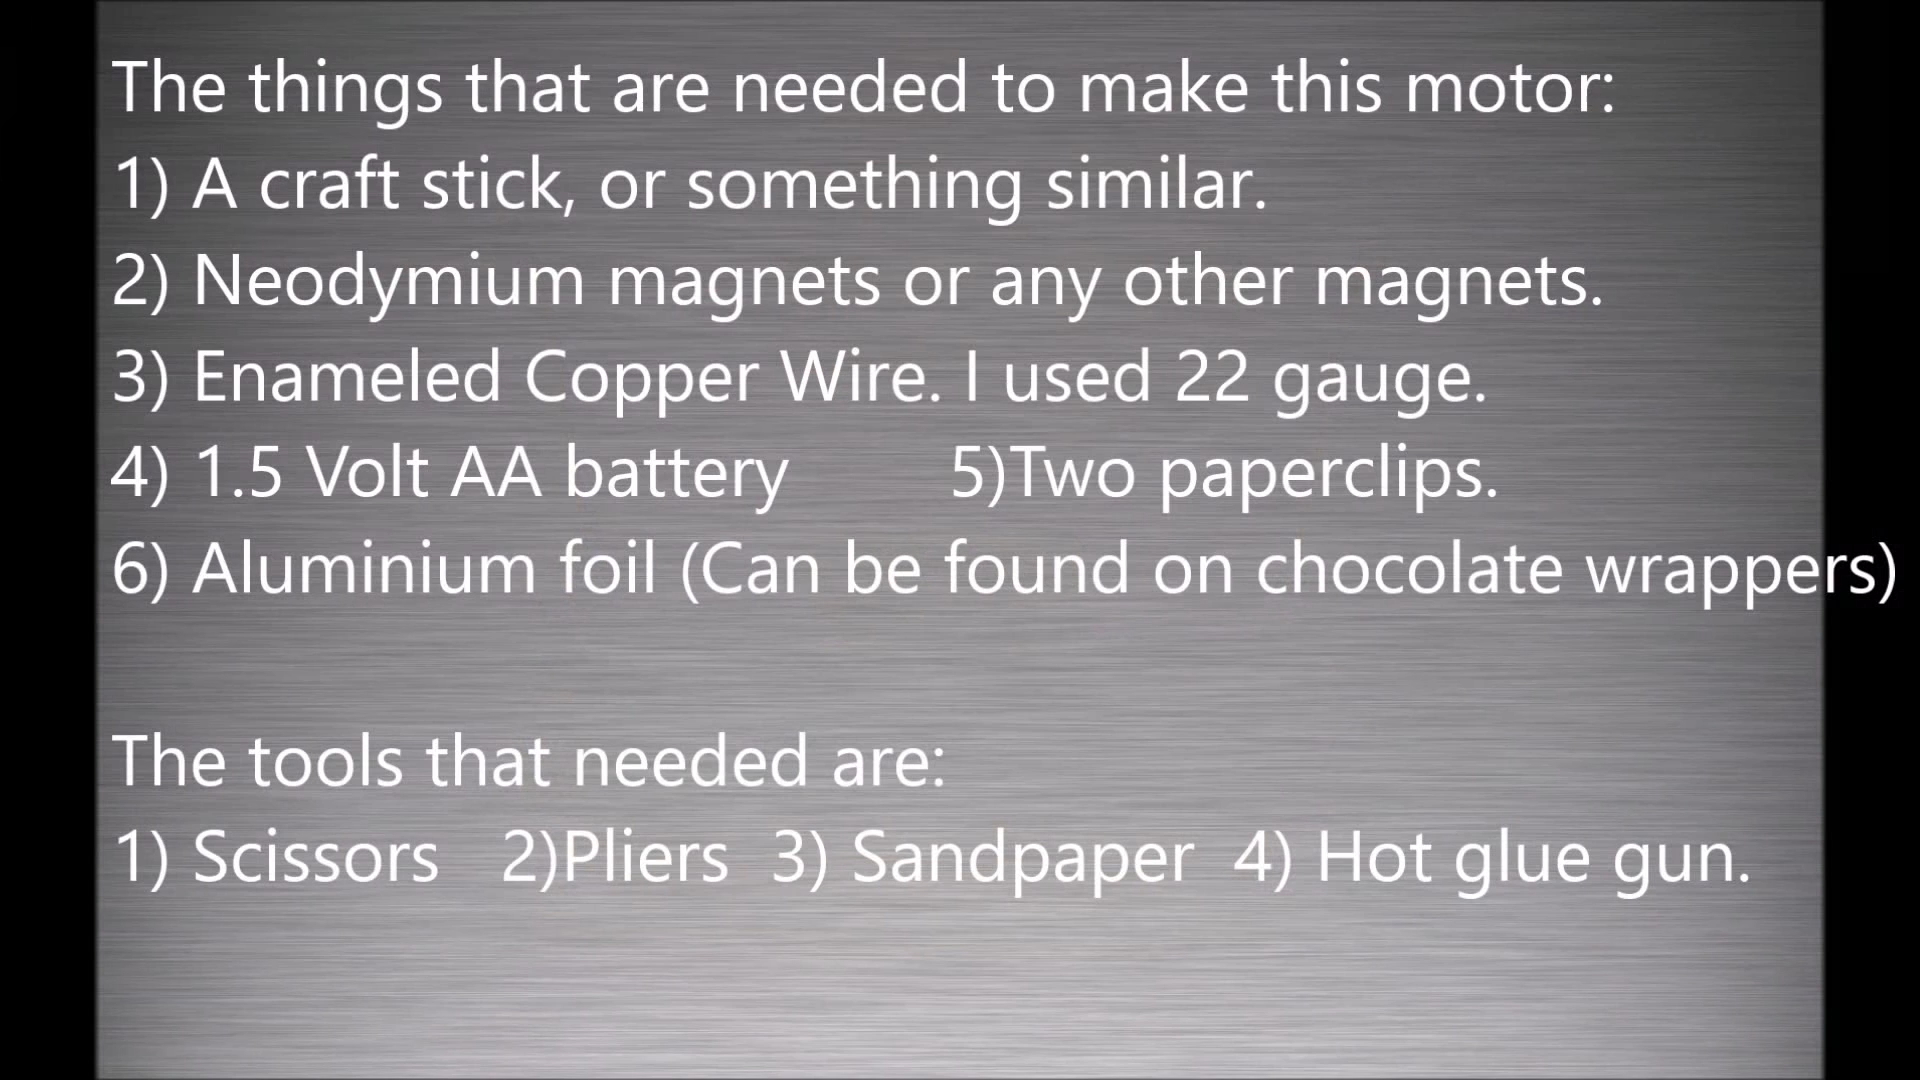 The things that are needed to make this motor:
1) A craft stick, or something similar.
2) Neodymium magnets or any other magnets.
3) Enameled Copper Wire. I used 22 gauge.
4) 1.5 Volt AA battery 5)Two paperclips.
6) Aluminium foil (Can be found on chocolate wrappers)
The tools that needed are:
1) Scissors 2)Pliers 3) Sandpaper 4) Hot glue gun.